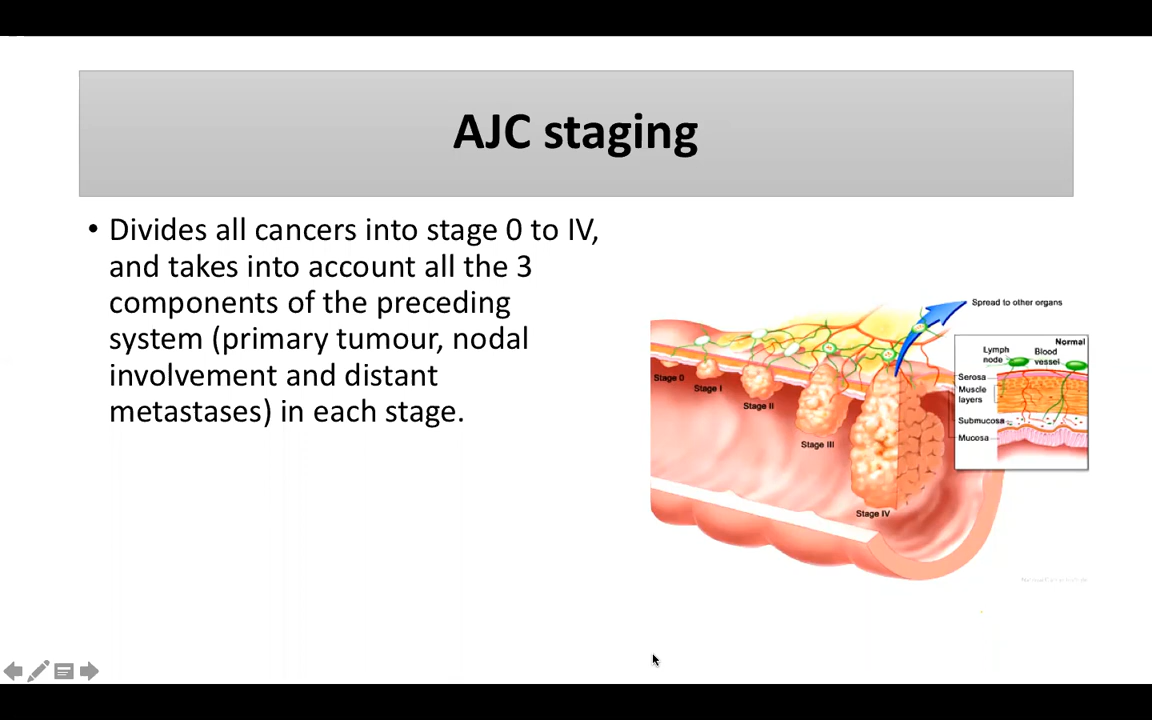 AJC staging
• Divides all cancers into stage 0 to IV,
and takes into account all the 3
components of the preceding
system (primary tumour, nodal
involvement and distant
metastases) in each stage.
Spread to other organs
Normal
Lymph
node
Blood
vessel
Serosa
Muscle
layers
Submucosa
Mucosa
Stage 0
Stage I
Stage II
Stage III
Stage IV